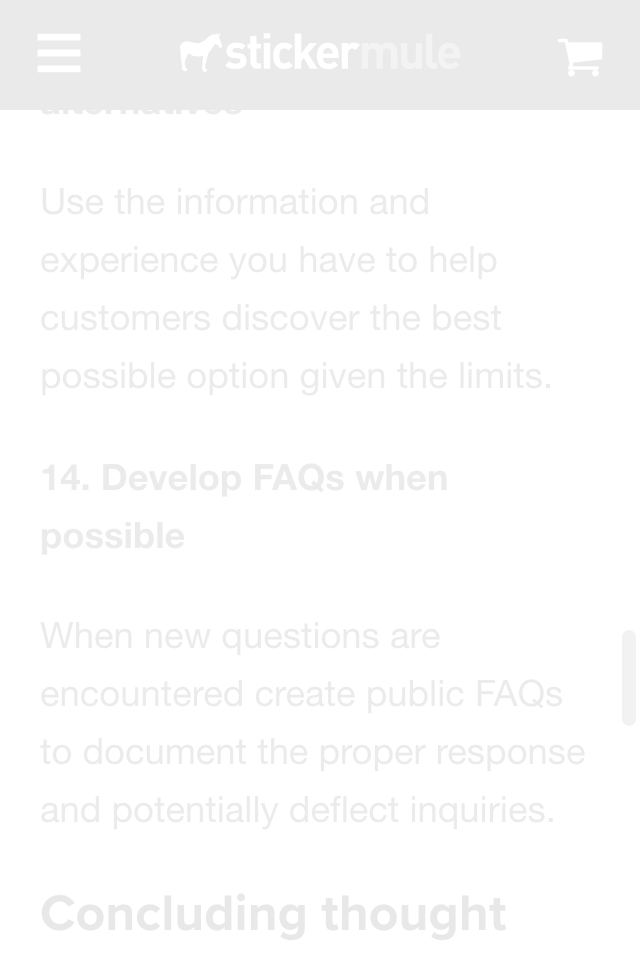 stickermule
alternatives
Use the information and
experience you have to help
customers discover the best
possible option given the limits.
14. Develop FAQs when
possible
When new questions are
encountered create public FAQs
to document the proper response
and potentially deflect inquiries.
Concluding thought